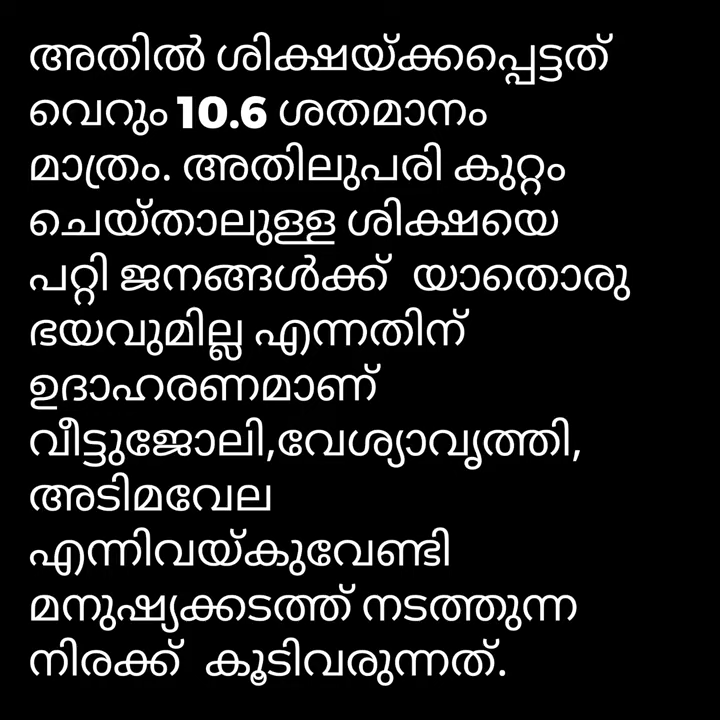 അതിൽ ശിക്ഷയ്ക്കപ്പെട്ടത്
വെറും 10.6 ശതമാനം
മാത്രം. അതിലുപരി കുറ്റം
ചെയ്താലുള്ള ശിക്ഷയെ
പറ്റി ജനങ്ങൾക്ക് യാതൊരു
ഭയവുമില്ല എന്നതിന്
ഉദാഹരണമാണ്
വീട്ടുജോലി,വേശ്യാവൃത്തി,
അടിമവേല
എന്നിവയ്കുവേണ്ടി
മനുഷ്യക്കടത്ത് നടത്തുന്ന
നിരക്ക് കൂടിവരുന്നത്.